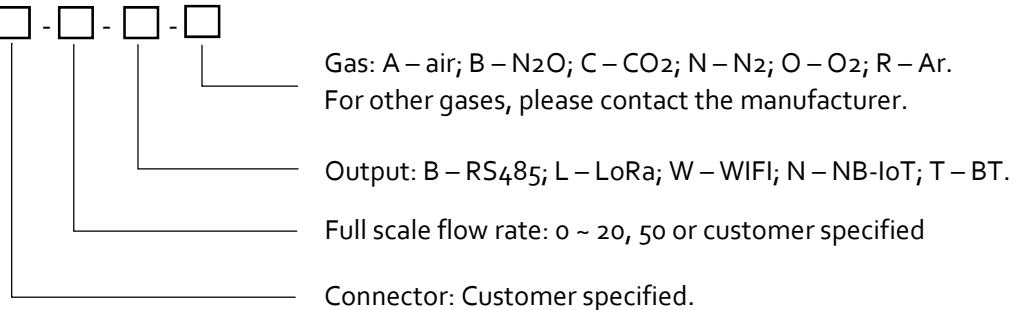 - - -
Gas: A – air; B – N2O; C – CO2; N – N2; O – O2; R – Ar.
For other gases, please contact the manufacturer.
Output: B – RS485; L – LoRa; W – WIFI; N – NB-IoT; T – BT.
Full scale flow rate: 0 ~ 20, 50 or customer specified
Connector: Customer specified.